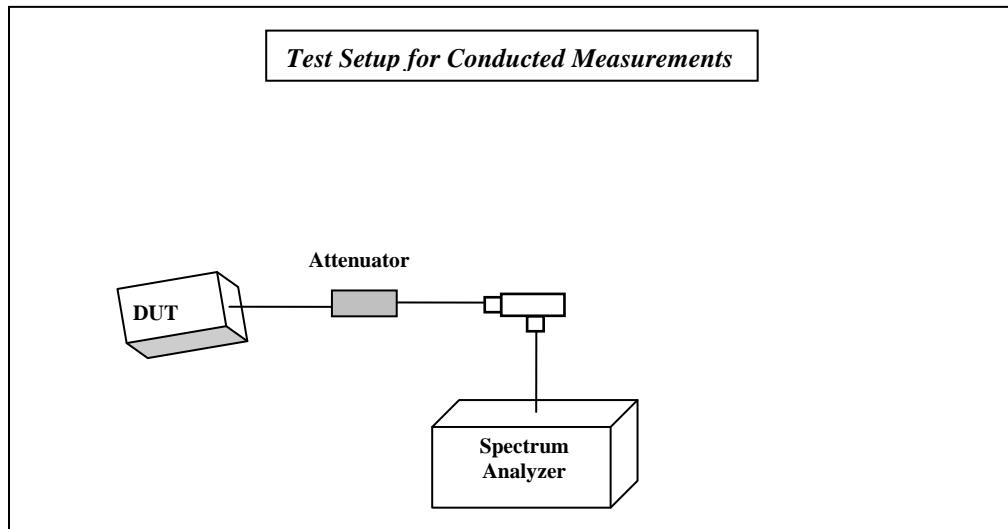 Test Setup for Conducted Measurements
Attenuator
DUT
Spectrum
Analyzer